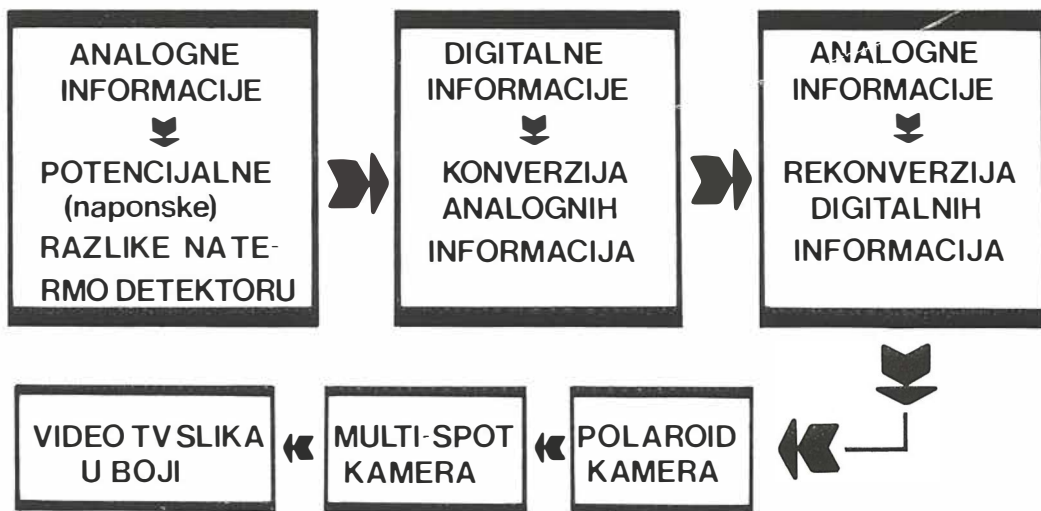 ANALOGNE
INFORMACIJE
POTENCIJALNE
(naponske)
RAZLIKE NA TE-
RMO DETEKTORU
DIGITALNE
INFORMACIJE
KONVERZIJA
ANALOGNIH
INFORMACIJA
ANALOGNE
INFORMACIJE
REKONVERZIJA
DIGITALNIH
INFORMACIJA
POLAROID
KAMERA
MULTI-SPOT
KAMERA
VIDEO TV SLIKA
U BOJI